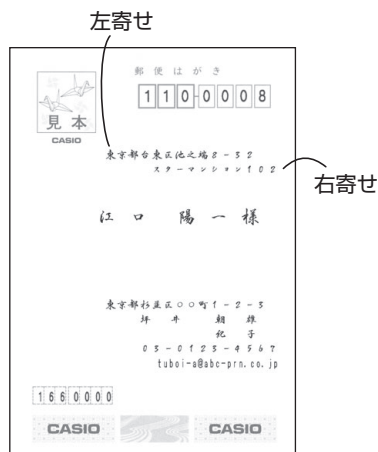 左寄せ
郵便はがき
110-0008
見本
CASIO
東京都台東区池之端8-32
スターマンション102
右寄せ
江口 陽一様
東京都杉並区○○町1-2-3
坪井 朝雄
紀子
03-0123-4567
tuboi-a@abc-prn.co.jp
1660000
CASIO CASIO